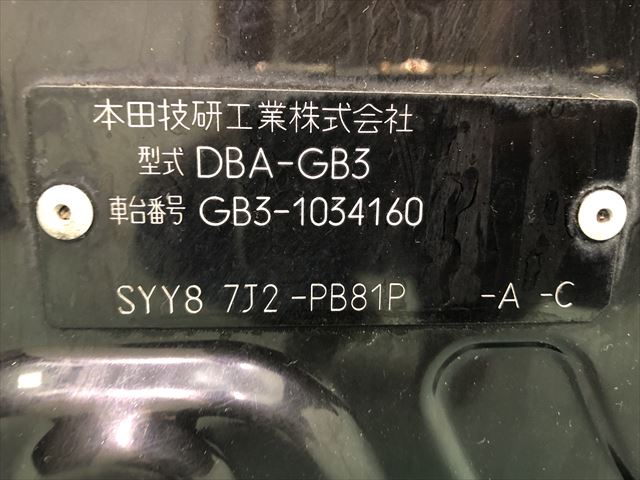 本田技研工業株式会社
型式 DBA-GB3
車台番号 GB3-1034160
SYY8 7J2 -PB81P -A -C